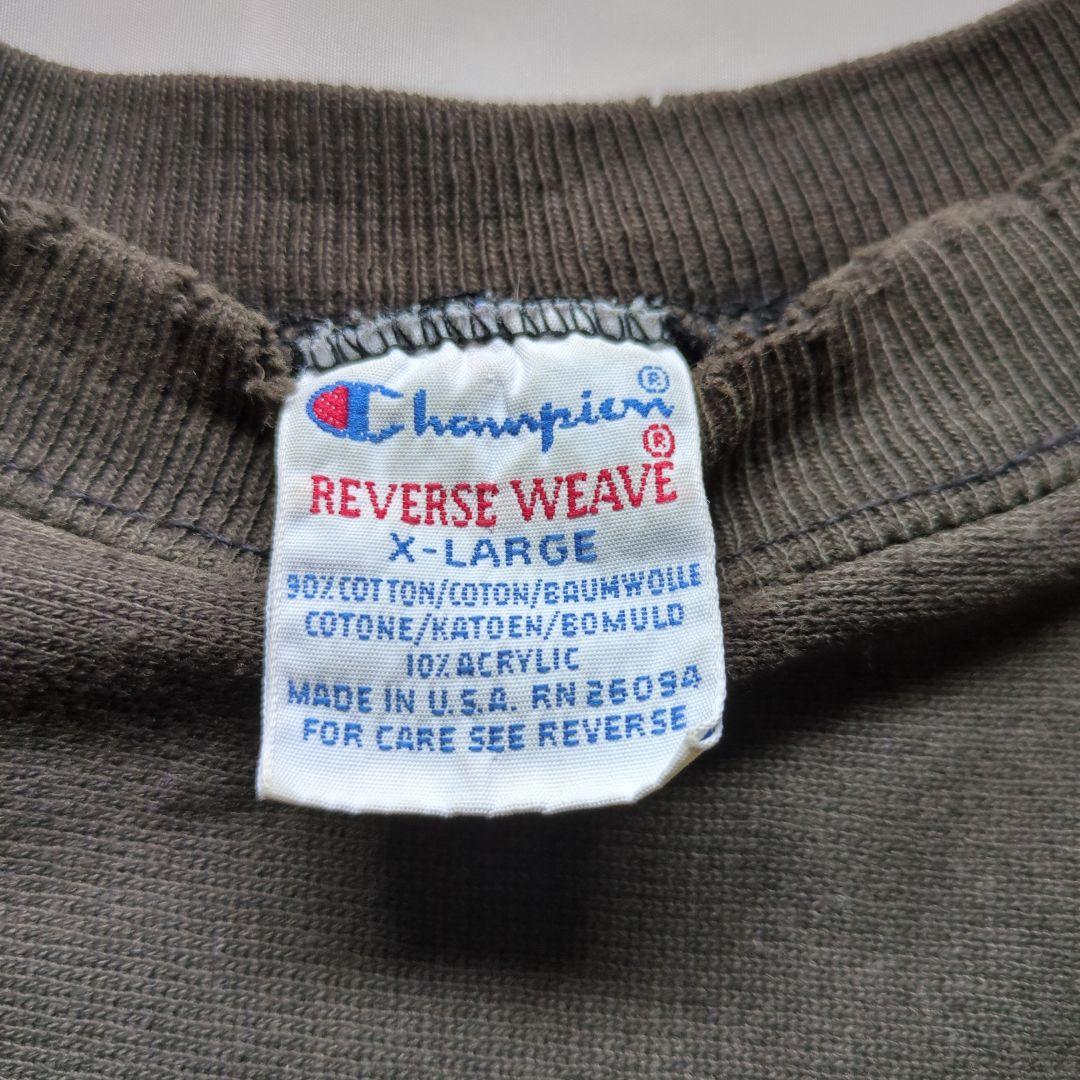 Champion®
REVERSE WEAVE®
X-LARGE
90% COTTON/COTON/BAUMWOLLE
COTONE/KATOEN/BOMULD
10% ACRYLIC
MADE IN U.S.A. RN 26094
FOR CARE SEE REVERSE